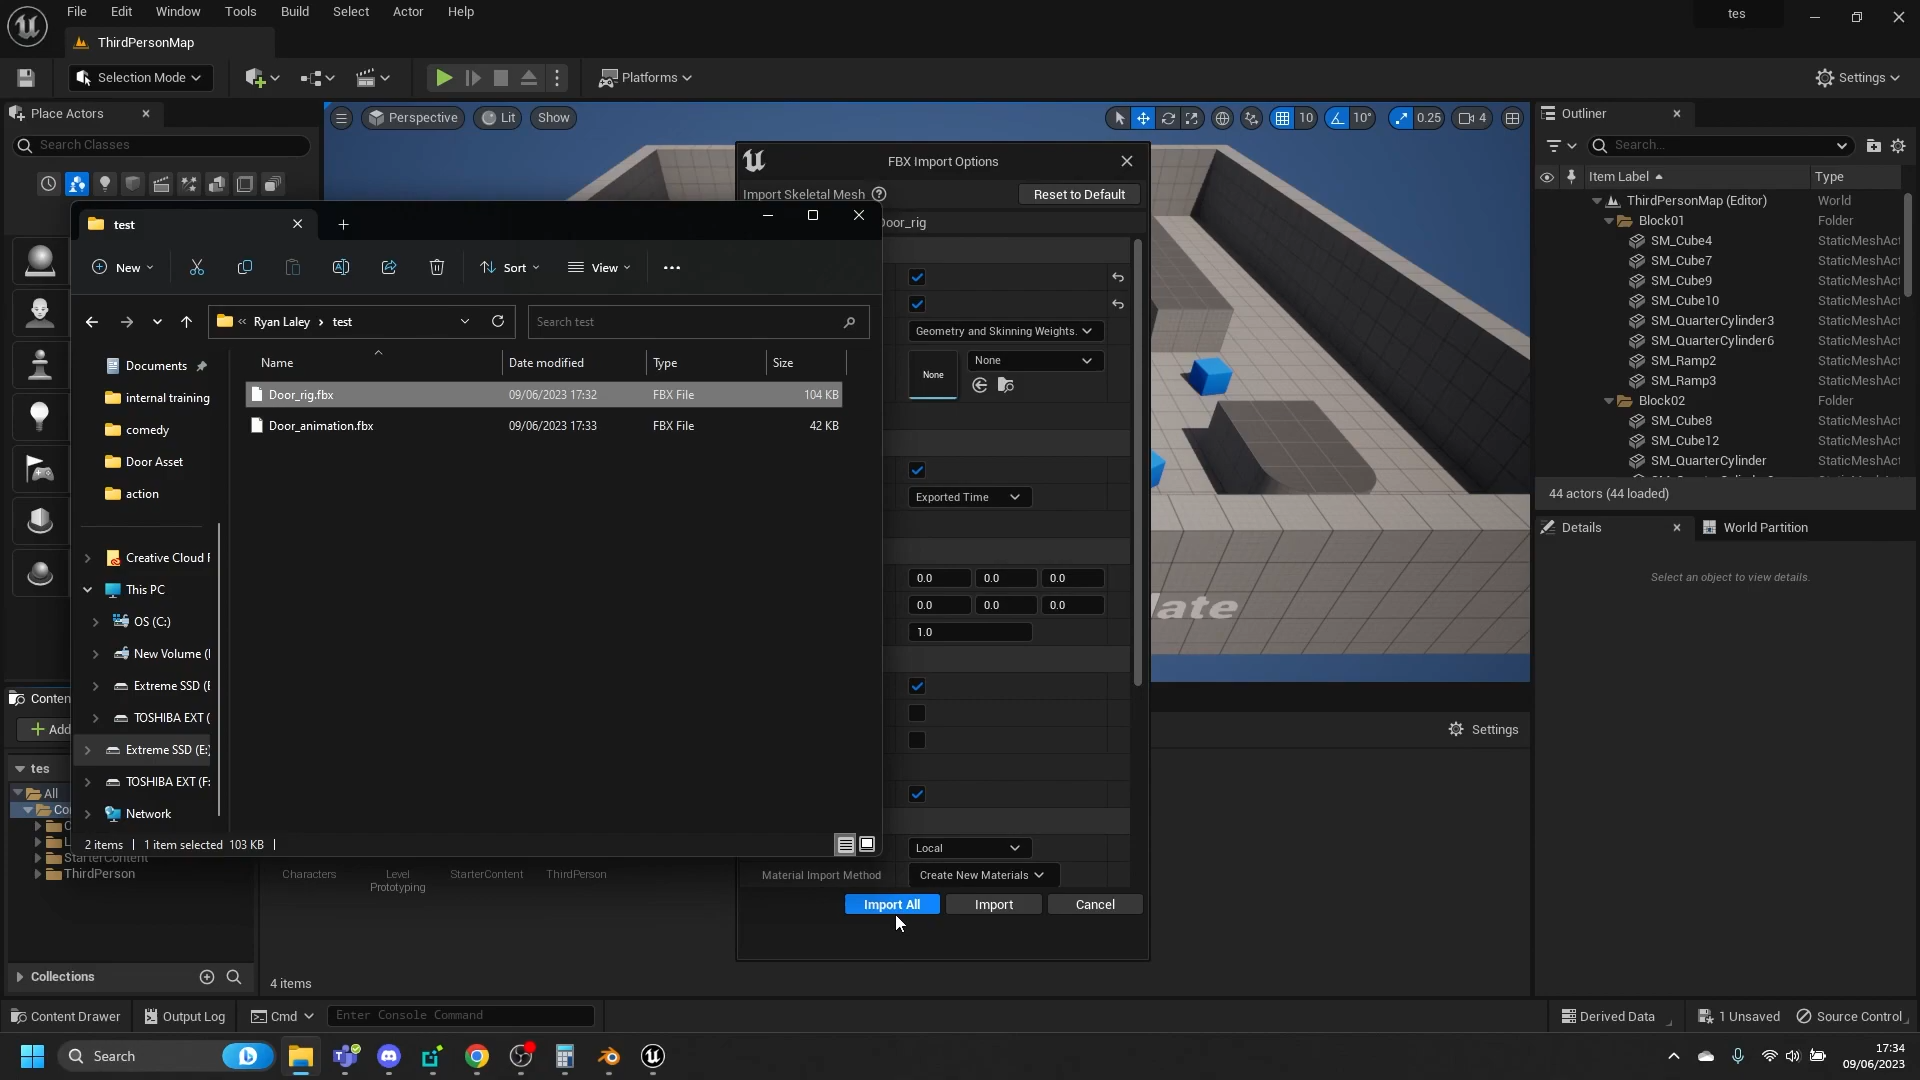 File Edit Window Tools Build Select Actor Help
tes
ThirdPersonMap
Selection Mode
Platforms
Settings
Place Actors
Search Classes
Perspective
Lit
Show
10
10°
0.25
4
Outliner
Search...
Item Label
Type
ThirdPersonMap (Editor) World
Block01 Folder
SM_Cube4 StaticMeshAct
SM_Cube7 StaticMeshAct
SM_Cube9 StaticMeshAct
SM_Cube10 StaticMeshAct
SM_QuarterCylinder3 StaticMeshAct
SM_QuarterCylinder6 StaticMeshAct
SM_Ramp2 StaticMeshAct
SM_Ramp3 StaticMeshAct
Block02 Folder
SM_Cube8 StaticMeshAct
SM_Cube12 StaticMeshAct
SM_QuarterCylinder StaticMeshAct
44 actors (44 loaded)
Details
World Partition
Select an object to view details.
FBX Import Options
Import Skeletal Mesh
Reset to Default
Door_rig
Geometry and Skinning Weights.
None
None
Exported Time
0.0 0.0 0.0
0.0 0.0 0.0
1.0
Local
Material Import Method
Create New Materials
Import All
Import
Cancel
late
test
New
Sort
View
Ryan Laley
test
Search test
Name Date modified Type Size
Door_rig.fbx 09/06/2023 17:32 FBX File 104 KB
Door_animation.fbx 09/06/2023 17:33 FBX File 42 KB
Documents
internal training
comedy
Door Asset
action
Creative Cloud F
This PC
OS (C:)
New Volume (
Extreme SSD (E
TOSHIBA EXT (
Extreme SSD (E:)
TOSHIBA EXT (F:
Network
2 items
1 item selected 103 KB
Conten
Add
Settings
tes
All
Co
C
L
StarterContent
ThirdPerson
Characters
Level
Prototyping
StarterContent
ThirdPerson
Collections
4 items
Content Drawer
Output Log
Cmd
Enter Console Command
Derived Data
1 Unsaved
Source Control
Search
17:34
09/06/2023